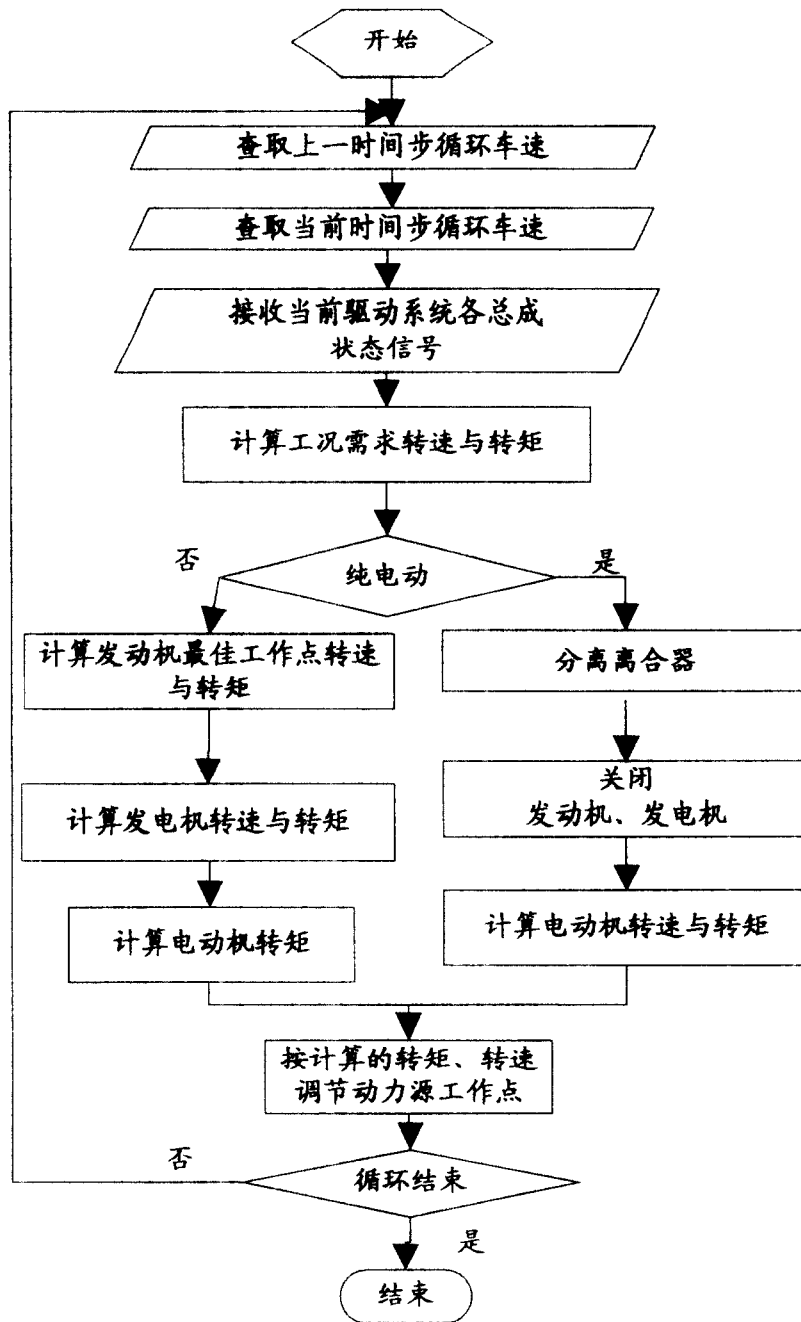 开始
查取上一时间步循环车速
查取当前时间步循环车速
接收当前驱动系统各总成
状态信号
计算工况需求转速与转矩
否
纯电动
是
计算发动机最佳工作点转速
与转矩
分离离合器
计算发电机转速与转矩
关闭
发动机、发电机
计算电动机转矩
计算电动机转速与转矩
按计算的转矩、转速
调节动力源工作点
否
循环结束
是
结束